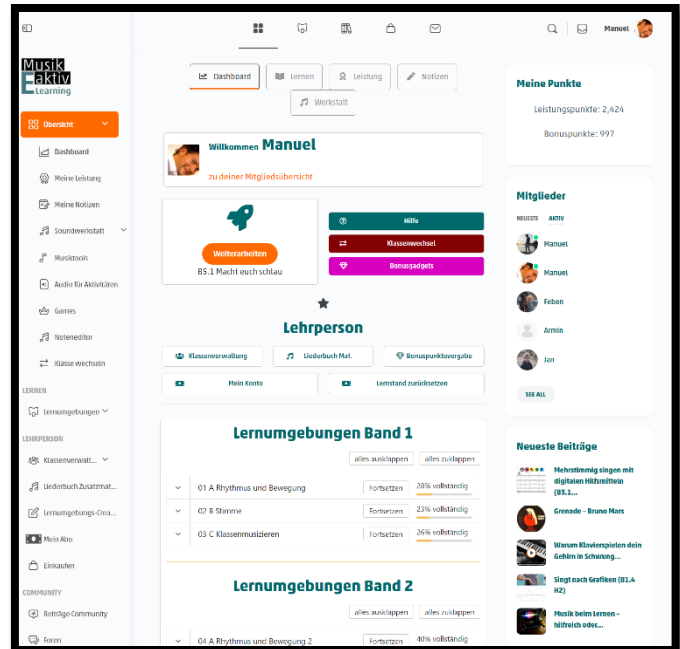 Manuel
Musik
aktiv
E-Learning
Übersicht
Dashboard
Meine Leistung
Meine Notizen
Soundwerkstatt
Musiktools
Audio für Aktivitäten
Games
Noteneditor
Klasse wechseln
LERNEN
Lernumgebungen
LEHRPERSON
Klassenverwalt...
Liederbuch Zusatzmat...
Lernumgebungs-Crea...
Mein Abo
Einkaufen
COMMUNITY
Beiträge Community
Foren
Dashboard
Lernen
Leistung
Notizen
Werkstatt
Willkommen Manuel
zu deiner Mitgliedsübersicht
Weiterarbeiten
B5.1 Macht euch schlau
Hilfe
Klassenwechsel
Bonusgadgets
Lehrperson
Klassenverwaltung
Liederbuch Mat.
Bonuspunktevergabe
Mein Konto
Lernstand zurücksetzen
Lernumgebungen Band 1
alles ausklappen
alles zuklappen
01 A Rhythmus und Bewegung
Fortsetzen
28% vollständig
02 B Stimme
Fortsetzen
23% vollständig
03 C Klassenmusizieren
Fortsetzen
26% vollständig
Lernumgebungen Band 2
alles ausklappen
alles zuklappen
04 A Rhythmus und Bewegung 2
Fortsetzen
40% vollständig
Meine Punkte
Leistungspunkte: 2,424
Bonuspunkte: 997
Mitglieder
NEUESTE AKTIV
Manuel
Manuel
Feben
Armin
Jan
SEE ALL
Neueste Beiträge
Mehrstimmig singen mit
digitalen Hilfsmitteln
(B3.1...
Grenade – Bruno Mars
Warum Klavierspielen dein
Gehirn in Schwung...
Singt nach Grafiken (B1.4
H2)
Musik beim Lernen –
hilfreich oder...